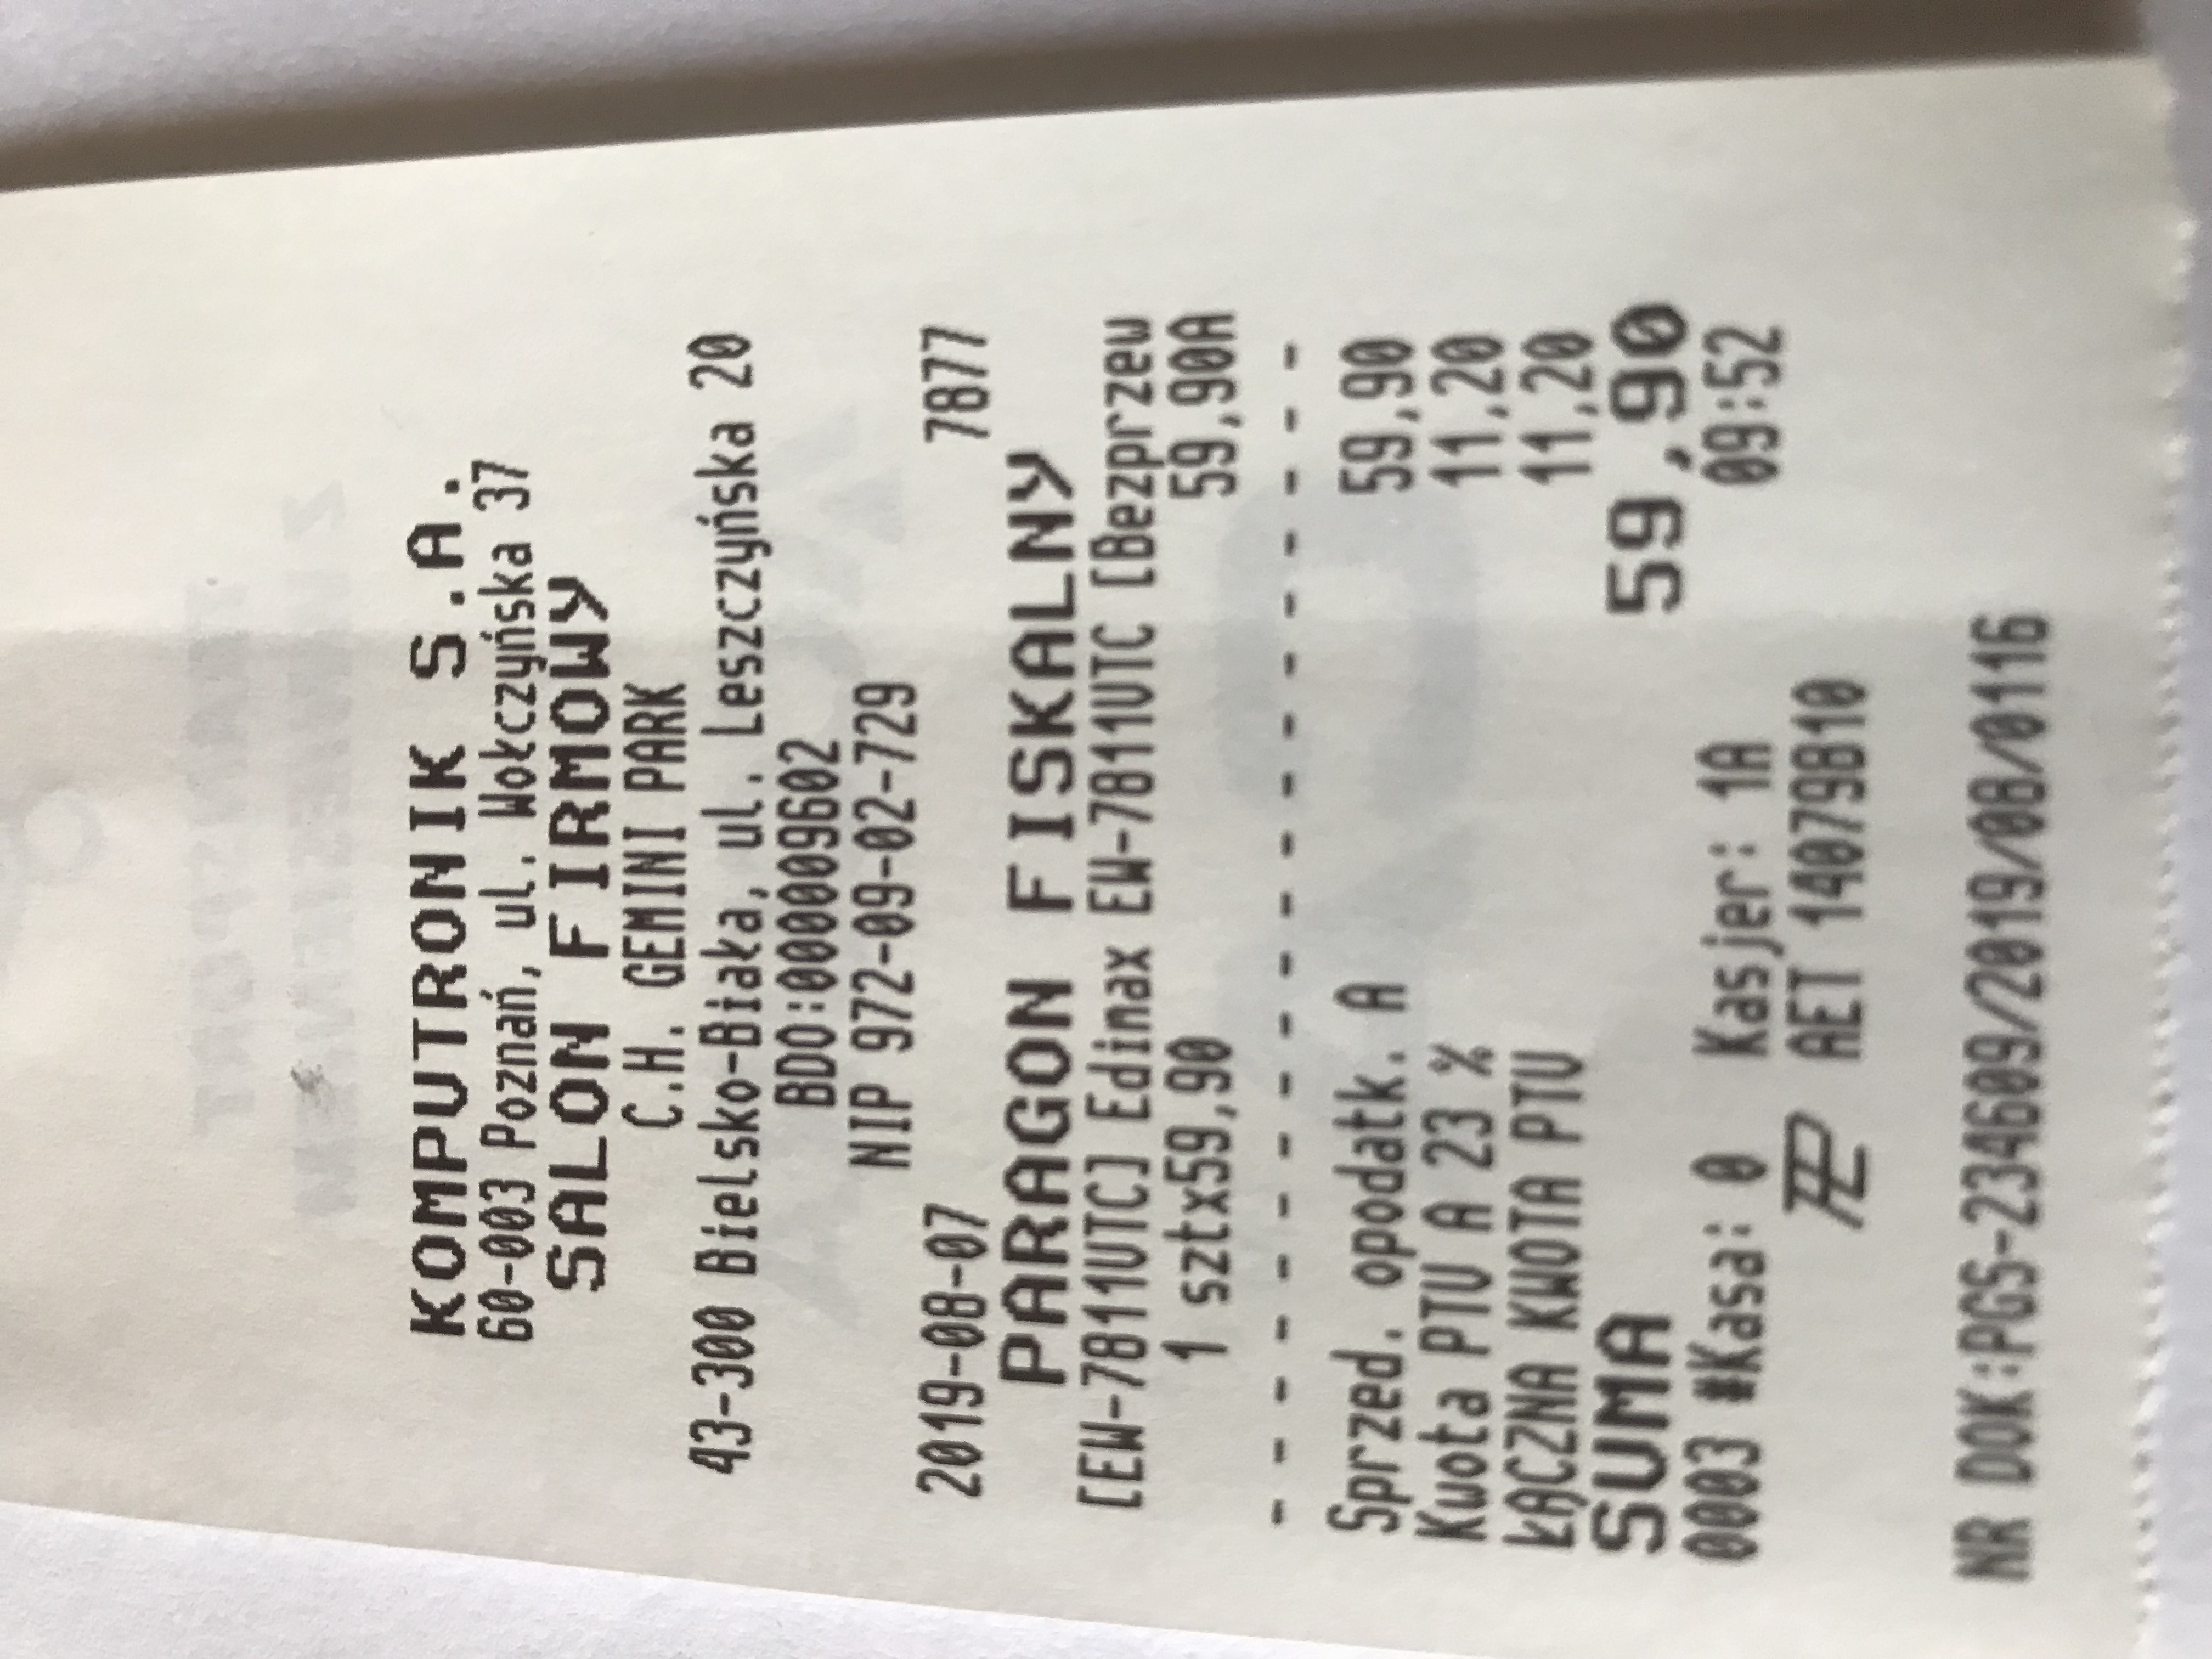 KOMPUTRONIK S.A.
60-003 Poznań, ul. Wołczyńska 37
SALON FIRMOWY
C.H. GEMINI PARK
43-300 Bielsko-Biała, ul. Leszczyńska 20
BDO:000009602
NIP 972-09-02-729
2019-08-07 7877
PARAGON FISKALNY
[EW-7811UTC] Edimax EW-7811UTC [Bezprzew
1 sztx59,90 59,90A
- - - - - - - - - - - - - - - - - -
Sprzed. opodatk. A 59,90
Kwota PTU A 23 % 11,20
ŁĄCZNA KWOTA PTU 11,20
SUMA 59,90
0003 #Kasa: 0 Kasjer: 1A 09:52
AET 14079810
NR DOK:PGS-234609/2019/08/0116